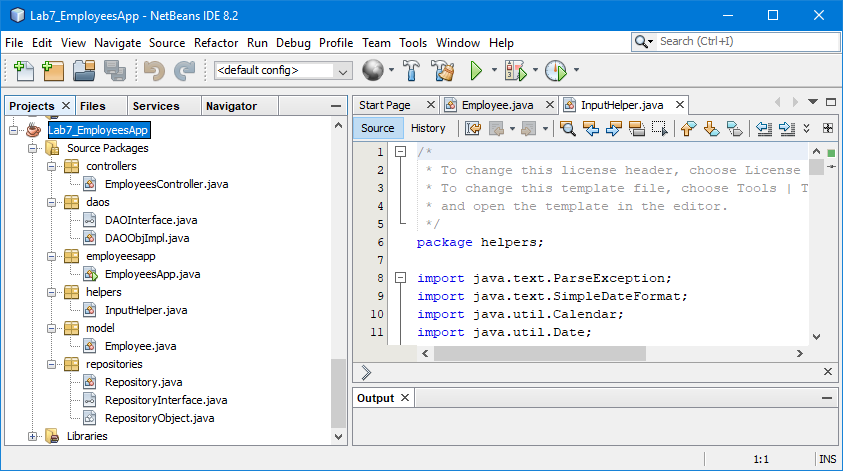 Lab7_EmployeesApp - NetBeans IDE 8.2
File Edit View Navigate Source Refactor Run Debug Profile Team Tools Window Help
Search (Ctrl+I)
<default config>
Projects Files Services Navigator
Lab7_EmployeesApp
Source Packages
controllers
EmployeesController.java
daos
DAOInterface.java
DAOObjImpl.java
employeesapp
EmployeesApp.java
helpers
InputHelper.java
model
Employee.java
repositories
Repository.java
RepositoryInterface.java
RepositoryObject.java
Libraries
Start Page Employee.java InputHelper.java
Source History
1 /*
2 * To change this license header, choose License
3 * To change this template file, choose Tools | T
4 * and open the template in the editor.
5 */
6 package helpers;
7
8 import java.text.ParseException;
9 import java.text.SimpleDateFormat;
10 import java.util.Calendar;
11 import java.util.Date;
Output
1:1 INS